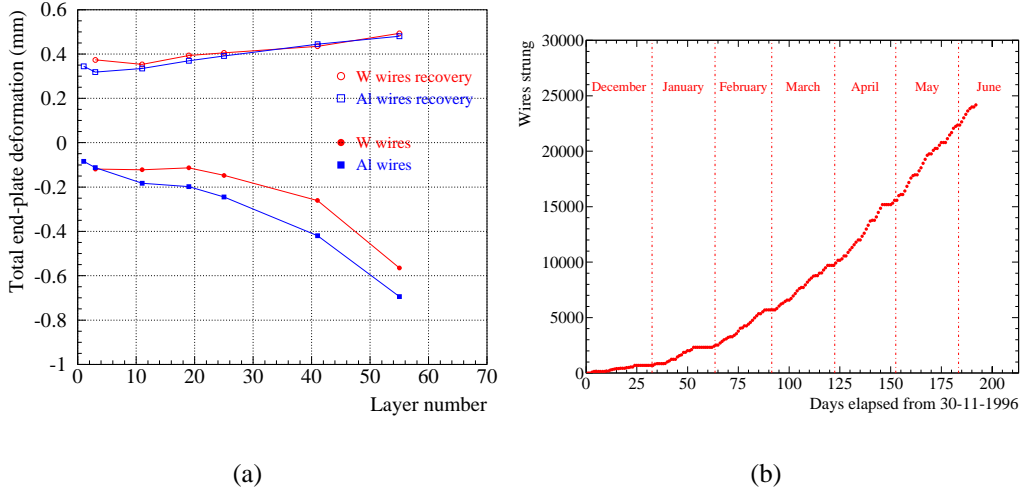 Total end-plate deformation (mm)
0.6
0.4
0.2
0
-0.2
-0.4
-0.6
-0.8
-1
0 10 20 30 40 50 60 70
Layer number
W wires recovery
Al wires recovery
W wires
Al wires
(a)
Wires strung
30000
25000
20000
15000
10000
5000
0
December January February March April May June
0 25 50 75 100 125 150 175 200
Days elapsed from 30-11-1996
(b)